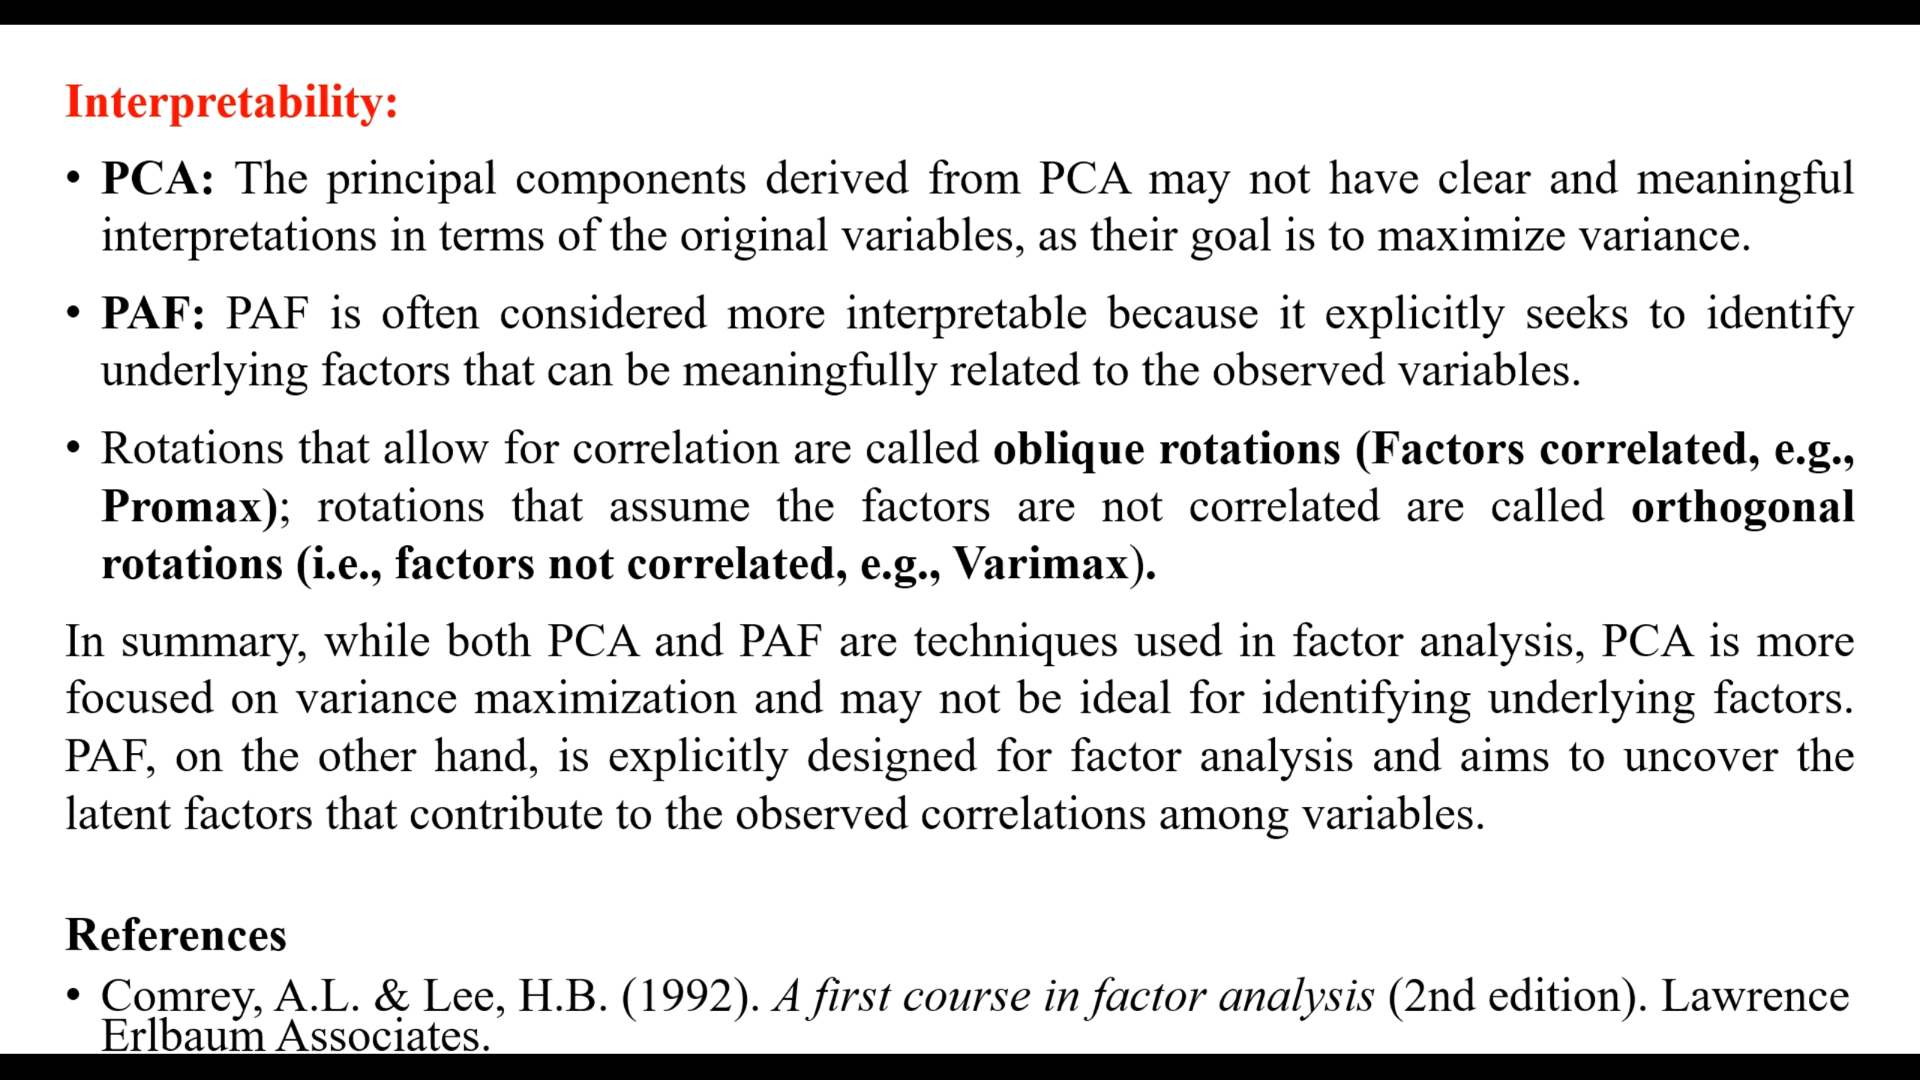 Interpretability:
• PCA: The principal components derived from PCA may not have clear and meaningful
interpretations in terms of the original variables, as their goal is to maximize variance.
• PAF: PAF is often considered more interpretable because it explicitly seeks to identify
underlying factors that can be meaningfully related to the observed variables.
• Rotations that allow for correlation are called oblique rotations (Factors correlated, e.g.,
Promax); rotations that assume the factors are not correlated are called orthogonal
rotations (i.e., factors not correlated, e.g., Varimax).
In summary, while both PCA and PAF are techniques used in factor analysis, PCA is more
focused on variance maximization and may not be ideal for identifying underlying factors.
PAF, on the other hand, is explicitly designed for factor analysis and aims to uncover the
latent factors that contribute to the observed correlations among variables.
References
• Comrey, A.L. & Lee, H.B. (1992). A first course in factor analysis (2nd edition). Lawrence
Erlbaum Associates.